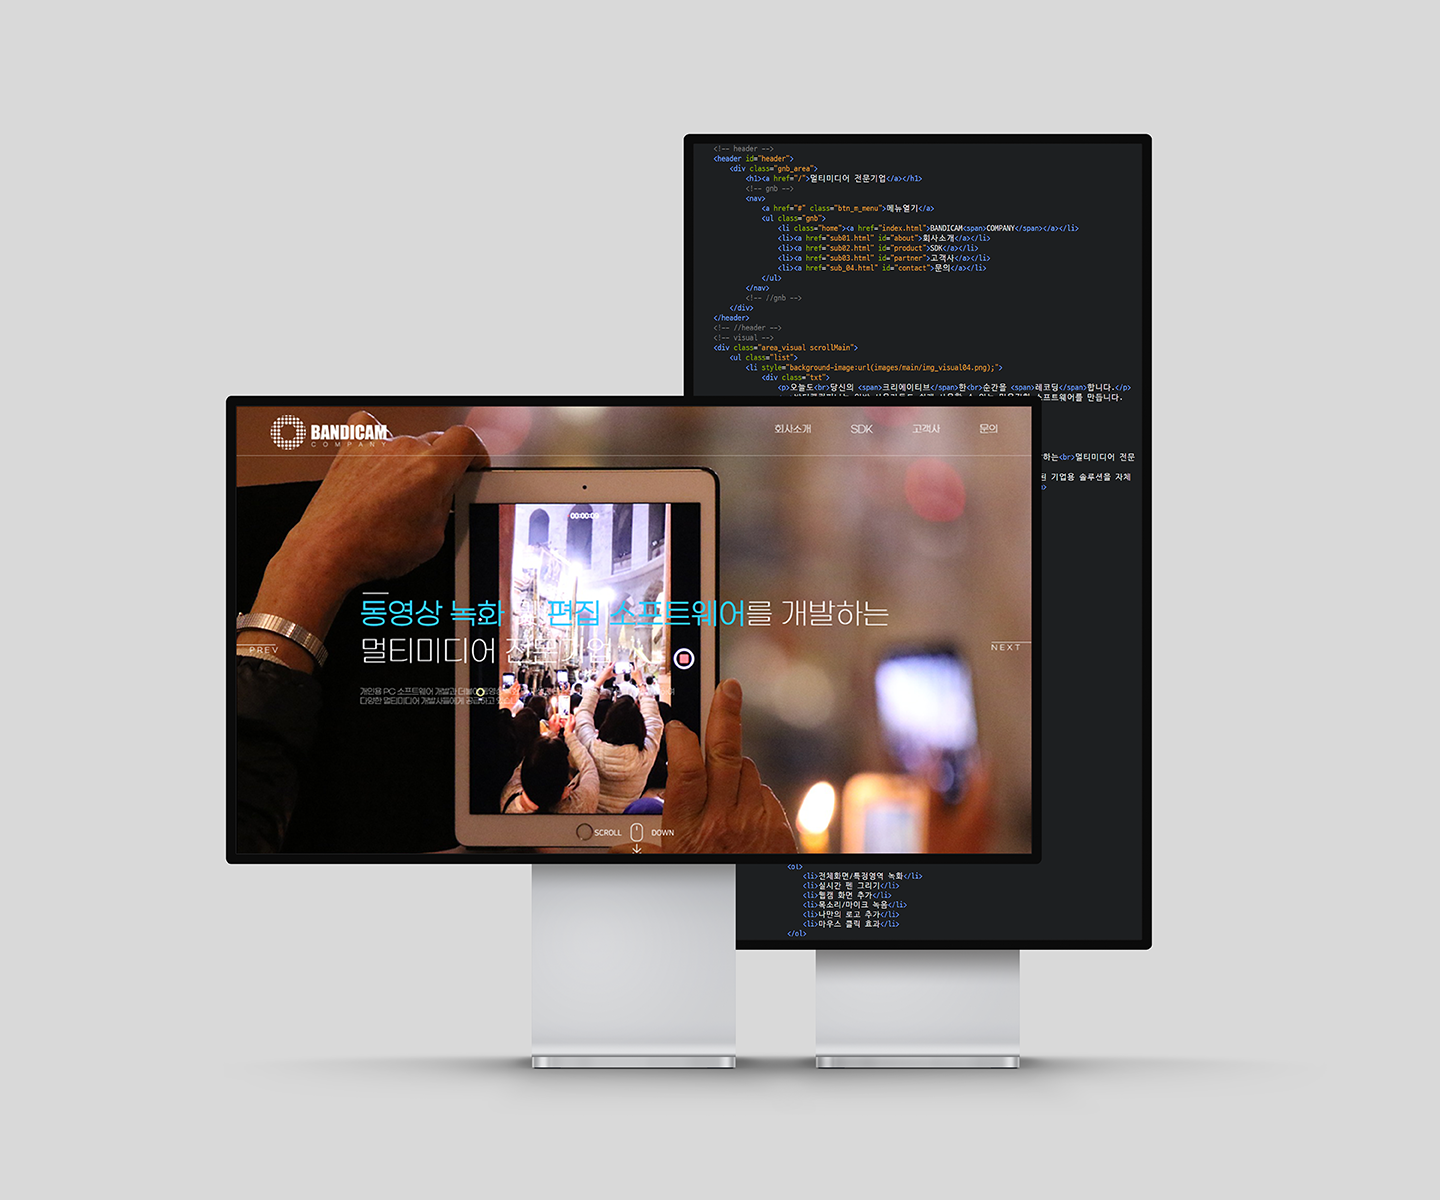 <!-- header -->
<header id="header">
<div class="gnb_area">
<h1><a href="/">멀티미디어 전문기업</a></h1>
<!-- gnb -->
<nav>
<a href="#" class="btn_m_menu">메뉴열기</a>
<ul class="gnb">
<li class="home"><a href="index.html">BANDICAM<span>COMPANY</span></a></li>
<li><a href="sub01.html" id="about">회사소개</a></li>
<li><a href="sub02.html" id="product">SDK</a></li>
<li><a href="sub03.html" id="partner">고객사</a></li>
<li><a href="sub_04.html" id="contact">문의</a></li>
</ul>
</nav>
<!-- //gnb -->
</div>
</header>
<!-- //header -->
<!-- visual -->
<div class="area_visual scrollMain">
<ul class="list">
<li style="background-image:url(images/main/img_visual04.png);">
<div class="txt">
<p>오늘도<br>당신의 <span>크리에이티브</span>한<br>순간을 <span>레코딩</span>합니다.</p>
소프트웨어를 만듭니다.
하는<br>멀티미디어 전문
기업용 솔루션을 자체
BANDICAM
COMPANY
회사소개 SDK 고객사 문의
동영상 녹화 및 편집 소프트웨어를 개발하는
멀티미디어 전문기업
PREV
NEXT
개인용 PC 소프트웨어 개발과 더불어
다양한 멀티미디어 개발사들에게 공급하고
SCROLL DOWN
<ol>
<li>전체화면/특정영역 녹화</li>
<li>실시간 펜 그리기</li>
<li>웹캠 화면 추가</li>
<li>목소리/마이크 녹음</li>
<li>나만의 로고 추가</li>
<li>마우스 클릭 효과</li>
</ol>